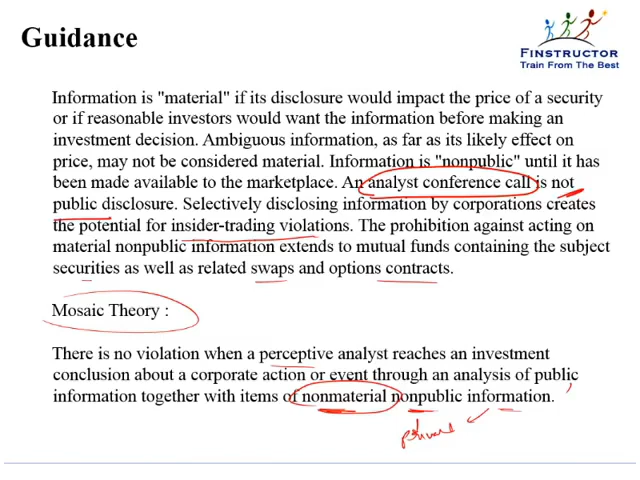 Guidance
FINSTRUCTOR
Train From The Best
Information is "material" if its disclosure would impact the price of a security
or if reasonable investors would want the information before making an
investment decision. Ambiguous information, as far as its likely effect on
price, may not be considered material. Information is "nonpublic" until it has
been made available to the marketplace. An analyst conference call is not
public disclosure. Selectively disclosing information by corporations creates
the potential for insider-trading violations. The prohibition against acting on
material nonpublic information extends to mutual funds containing the subject
securities as well as related swaps and options contracts.
Mosaic Theory :
There is no violation when a perceptive analyst reaches an investment
conclusion about a corporate action or event through an analysis of public
information together with items of nonmaterial nonpublic information.